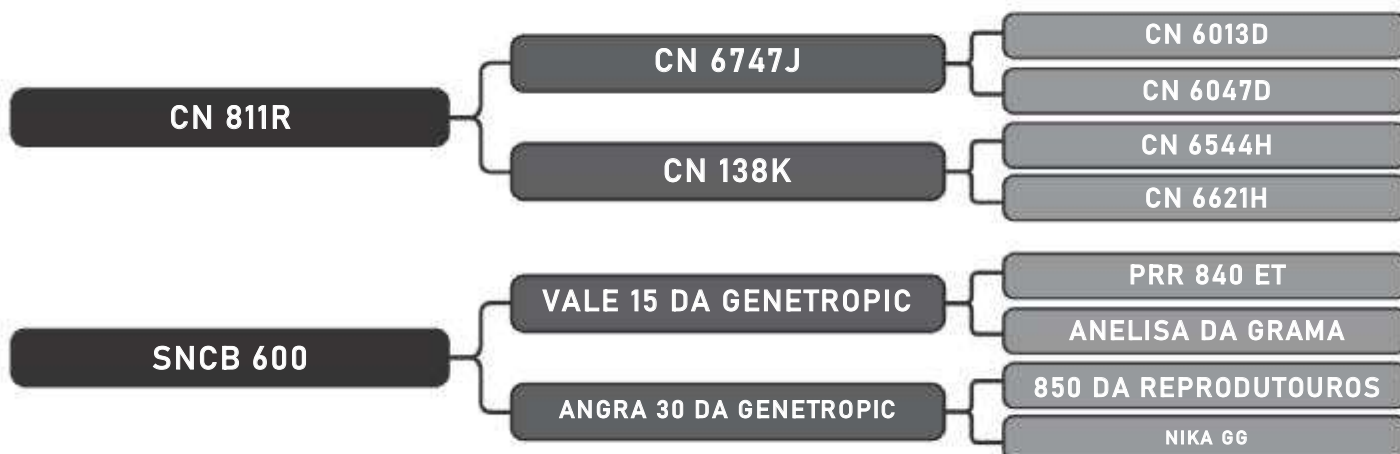 CN 811R
CN 6747J
CN 6013D
CN 6047D
CN 138K
CN 6544H
CN 6621H
SNCB 600
VALE 15 DA GENETROPIC
PRR 840 ET
ANELISA DA GRAMA
ANGRA 30 DA GENETROPIC
850 DA REPRODUTOUROS
NIKA GG